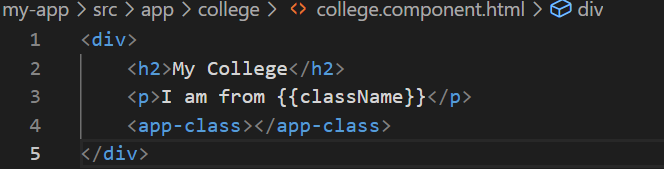 my-app > src > app > college > <> college.component.html > div
1 <div>
2     <h2>My College</h2>
3     <p>I am from {{className}}</p>
4     <app-class></app-class>
5 </div>